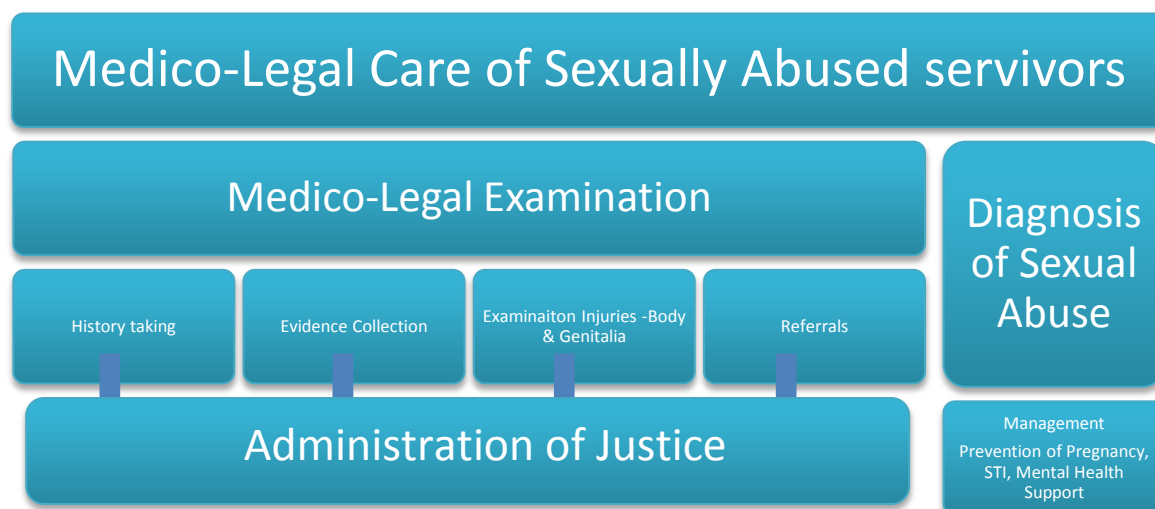 Medico-Legal Care of Sexually Abused servivors
Medico-Legal Examination
Diagnosis
of Sexual
Abuse
History taking
Evidence Collection
Examinaiton Injuries -Body
& Genitalia
Referrals
Administration of Justice
Management
Prevention of Pregnancy,
STI, Mental Health
Support